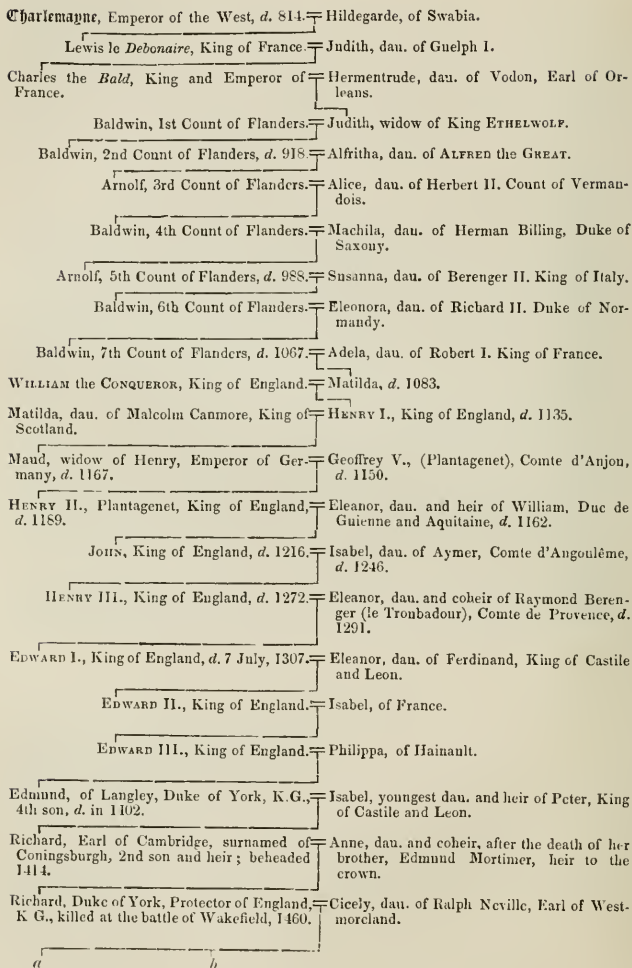 Charlemagne, Emperor of the West, d. 814. Hildegarde, of Swabia.
Lewis le Debonaire, King of France. Judith, dau. of Guelph I.
Charles the Bald, King and Emperor of Hermentrude, dau. of Vodon, Earl of Or-
France. leans.
Baldwin, 1st Count of Flanders. Judith, widow of King ETHELWOLF.
Baldwin, 2nd Count of Flanders, d. 918. Alfritha, dau. of ALFRED the GREAT.
Arnolf, 3rd Count of Flanders. Alice, dau. of Herbert II. Count of Verman-
dois.
Baldwin, 4th Count of Flanders. Machila, dau. of Herman Billing, Duke of
Saxony.
Arnolf, 5th Count of Flanders, d. 988. Susanna, dau. of Berenger II. King of Italy.
Baldwin, 6th Count of Flanders. Eleonora, dau. of Richard II. Duke of Nor-
mandy.
Baldwin, 7th Count of Flanders, d. 1067. Adela, dau. of Robert I. King of France.
WILLIAM the CONQUEROR, King of England. Matilda, d. 1083.
Matilda, dau. of Malcolm Canmore, King of HENRY I., King of England, d. 1135.
Scotland.
Maud, widow of Henry, Emperor of Ger- Geoffrey V., (Plantagenet), Comte d'Anjou,
many, d. 1167. d. 1150.
HENRY II., Plantagenet, King of England, Eleanor, dau. and heir of William, Duc de
d. 1189. Guienne and Aquitaine, d. 1162.
JOHN, King of England, d. 1216. Isabel, dau. of Aymer, Comte d'Angoulême,
d. 1246.
HENRY III., King of England, d. 1272. Eleanor, dau. and coheir of Raymond Beren-
ger (le Troubadour), Comte de Provence, d.
1291.
EDWARD I., King of England, d. 7 July, 1307. Eleanor, dau. of Ferdinand, King of Castile
and Leon.
EDWARD II., King of England. Isabel, of France.
EDWARD III., King of England. Philippa, of Hainault.
Edmund, of Langley, Duke of York, K.G., Isabel, youngest dau. and heir of Peter, King
4th son, d. in 1402. of Castile and Leon.
Richard, Earl of Cambridge, surnamed of Anne, dau. and coheir, after the death of her
Coningsburgh, 2nd son and heir; beheaded brother, Edmund Mortimer, heir to the
1414. crown.
Richard, Duke of York, Protector of England, Cicely, dau. of Ralph Neville, Earl of West-
K G., killed at the battle of Wakefield, 1460. moreland.
a b